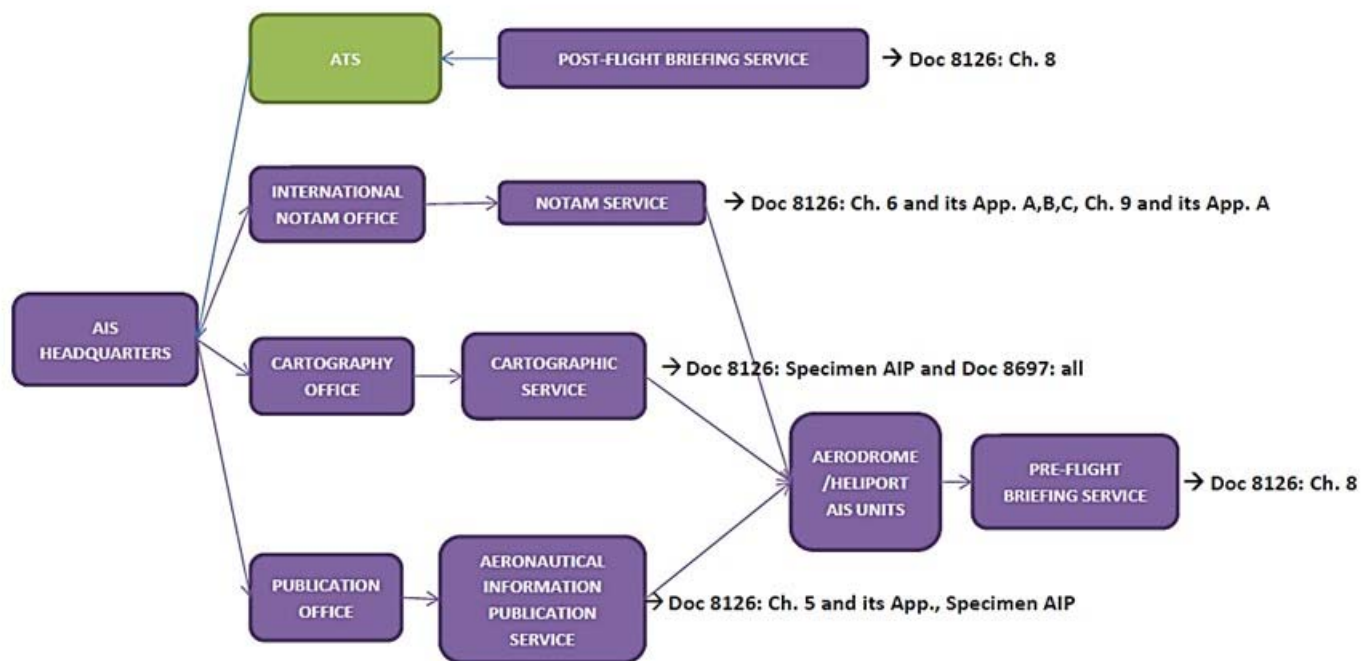 ATS
POST-FLIGHT BRIEFING SERVICE
→ Doc 8126: Ch. 8
INTERNATIONAL
NOTAM OFFICE
NOTAM SERVICE
→ Doc 8126: Ch. 6 and its App. A,B,C, Ch. 9 and its App. A
AIS
HEADQUARTERS
CARTOGRAPHY
OFFICE
CARTOGRAPHIC
SERVICE
→ Doc 8126: Specimen AIP and Doc 8697: all
AERODROME
/HELIPORT
AIS UNITS
PRE-FLIGHT
BRIEFING SERVICE
→ Doc 8126: Ch. 8
PUBLICATION
OFFICE
AERONAUTICAL
INFORMATION
PUBLICATION
SERVICE
→ Doc 8126: Ch. 5 and its App., Specimen AIP